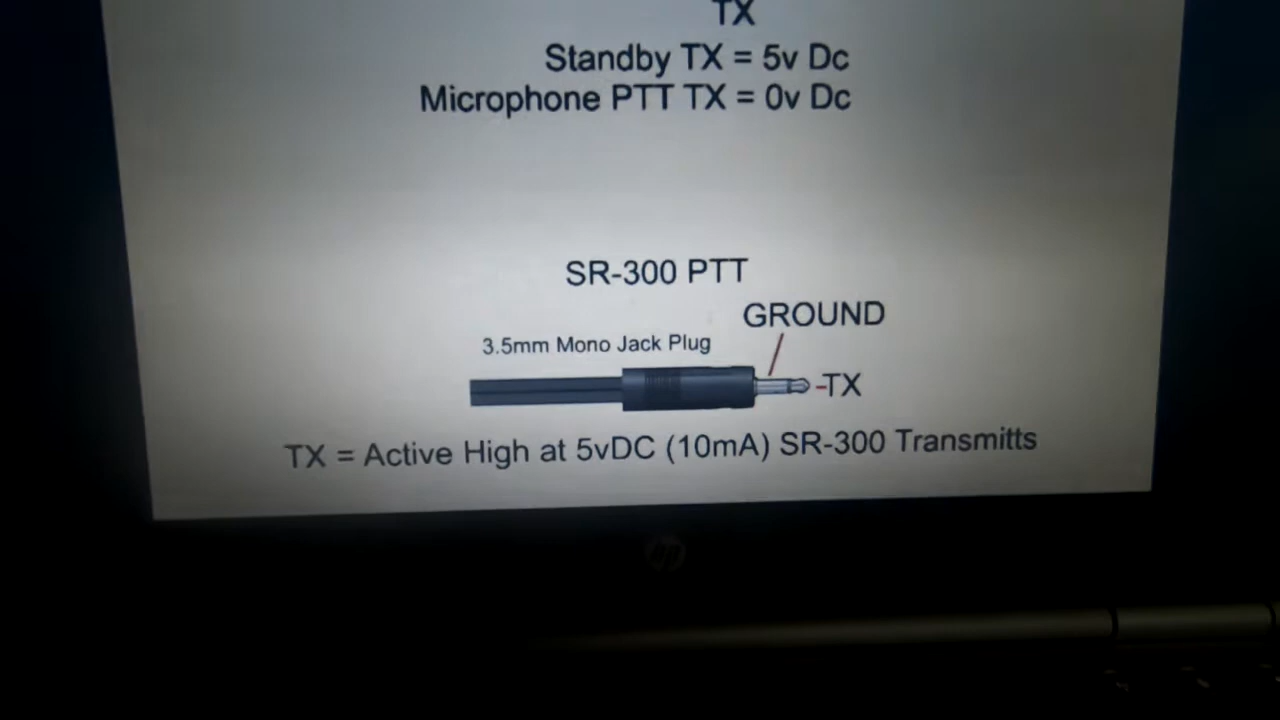 TX
Standby TX = 5v Dc
Microphone PTT TX = 0v Dc
SR-300 PTT
GROUND
3.5mm Mono Jack Plug
-TX
TX = Active High at 5vDC (10mA) SR-300 Transmitts
hp